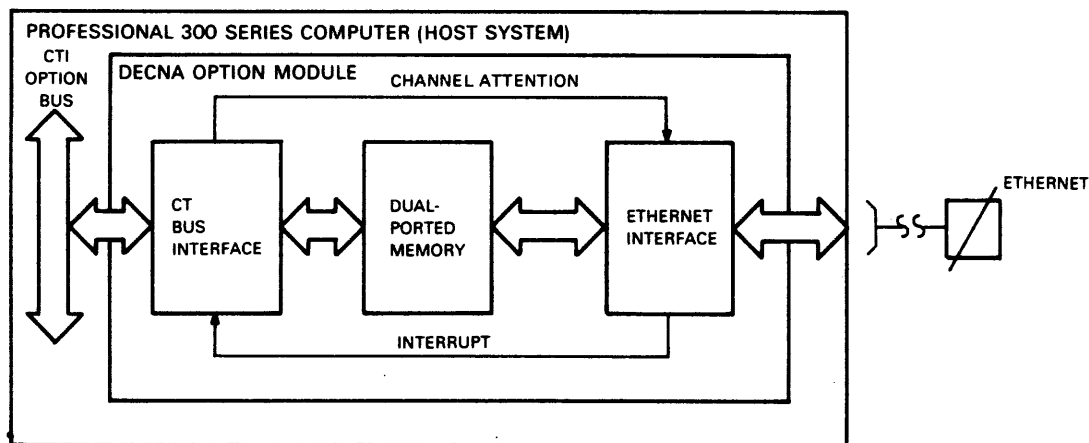 PROFESSIONAL 300 SERIES COMPUTER (HOST SYSTEM)
CTI
OPTION
BUS
DECNA OPTION MODULE
CHANNEL ATTENTION
CT
BUS
INTERFACE
DUAL-
PORTED
MEMORY
ETHERNET
INTERFACE
ETHERNET
INTERRUPT